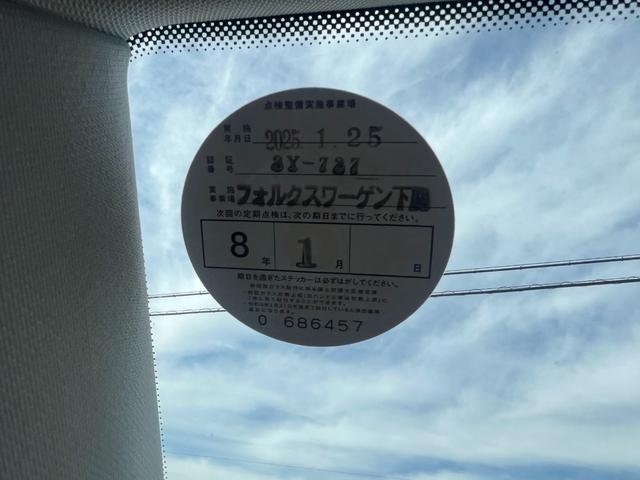 点検整備実施事業場
実施年月日 2025. 1. 25
認証番号 3Y-737
実施事業場 フォルクスワーゲン下
次回の定期点検は、次の期日までに行ってください。
8年 1月 日
期日を過ぎたステッカーは必ずはがしてください。
0 686457